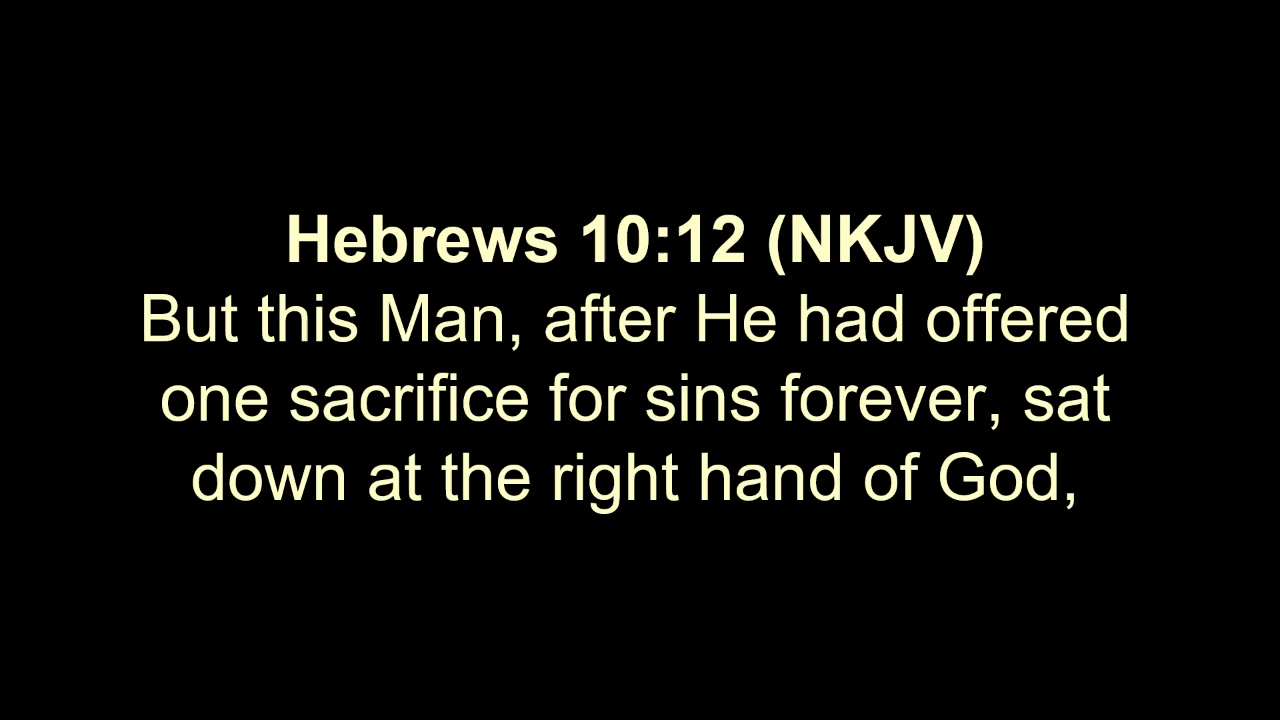 Hebrews 10:12 (NKJV)
But this Man, after He had offered
one sacrifice for sins forever, sat
down at the right hand of God,